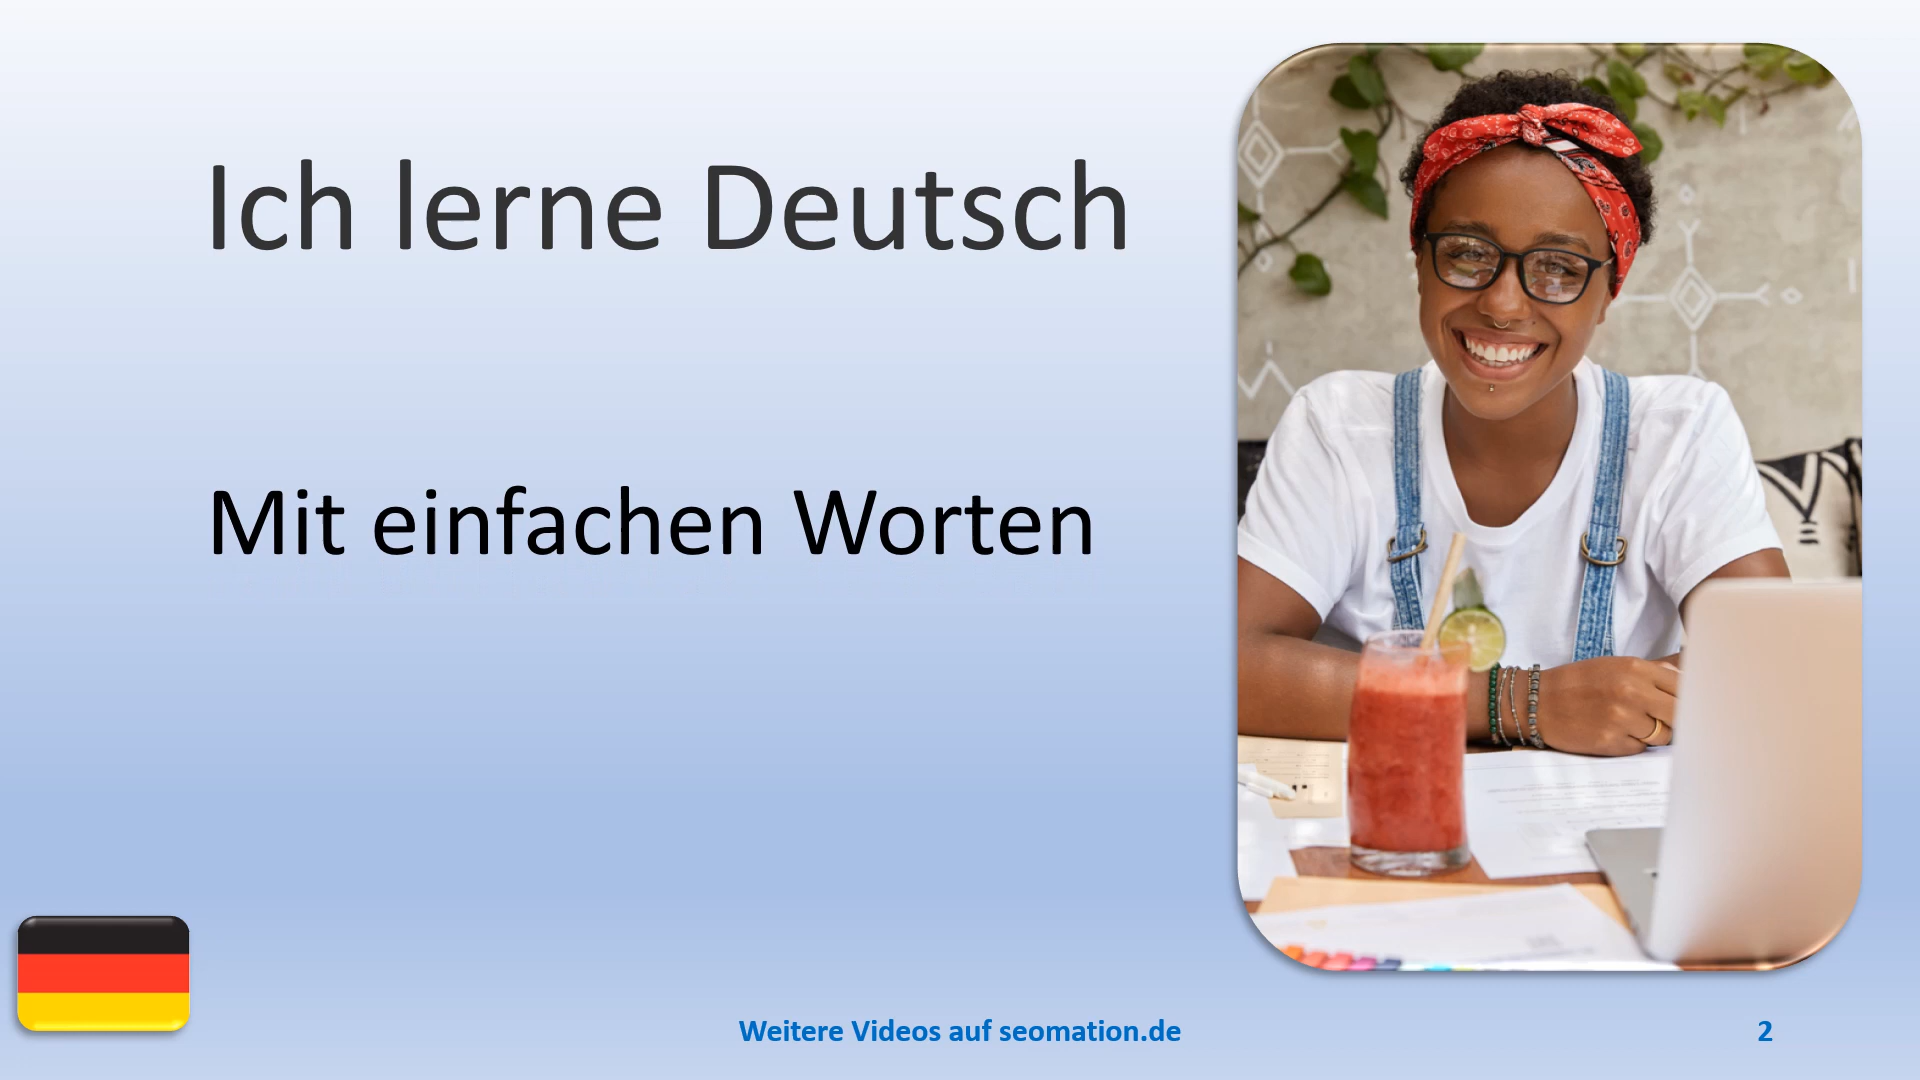 Ich lerne Deutsch
Mit einfachen Worten
Weitere Videos auf seomation.de
2